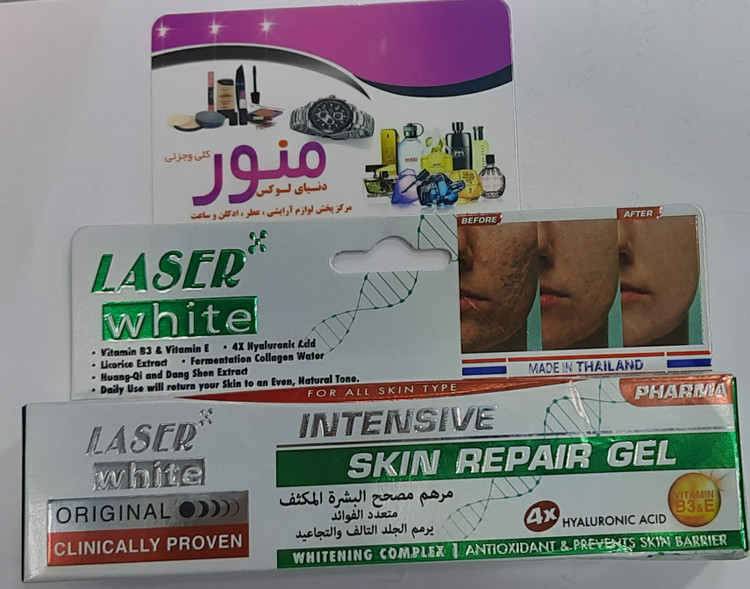 منور
کلی وجزئی
دنیای لوکس
مرکز پخش لوازم آرایشی ، عطر ، ادکلن و ساعت
BEFORE
AFTER
LASER
white
• Vitamin B3 & Vitamin E • 4X Hyaluronic Acid
• Licorice Extract • Fermentation Collagen Water
• Huang-Qi and Dang Shen Extract
• Daily Use will return your Skin to an Even, Natural Tone.
MADE IN THAILAND
FOR ALL SKIN TYPE
PHARMA
LASER
white
INTENSIVE
SKIN REPAIR GEL
ORIGINAL
CLINICALLY PROVEN
مرهم مصحح البشرة المكثف
متعدد الفوائد
يرمم الجلد التالف والتجاعيد
4x HYALURONIC ACID
VITAMIN
B3 & E
WHITENING COMPLEX | ANTIOXIDANT & PREVENTS SKIN BARRIER